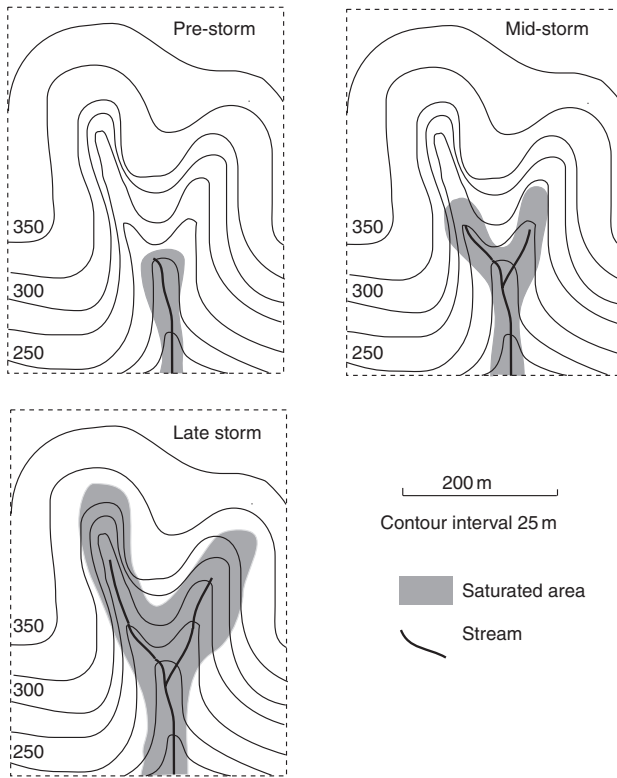 Pre-storm
350
300
250
Mid-storm
350
300
250
Late storm
350
300
250
200 m
Contour interval 25 m
Saturated area
Stream